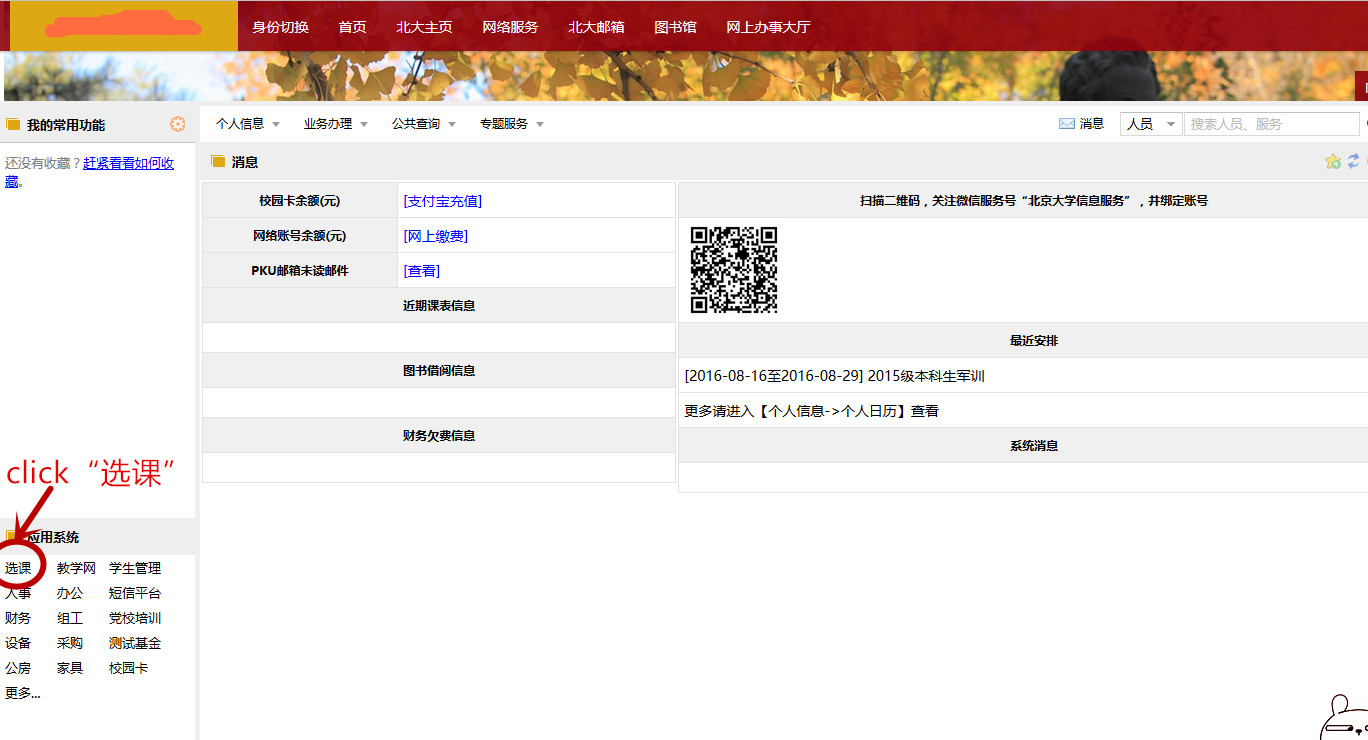 身份切换 首页 北大主页 网络服务 北大邮箱 图书馆 网上办事大厅
我的常用功能
还没有收藏？赶紧看看如何收
藏。
个人信息 业务办理 公共查询 专题服务 消息 人员 搜索人员、服务
消息
校园卡余额(元) [支付宝充值]
网络账号余额(元) [网上缴费]
PKU邮箱未读邮件 [查看]
近期课表信息
图书借阅信息
财务欠费信息
扫描二维码，关注微信服务号“北京大学信息服务”，并绑定账号
最近安排
[2016-08-16至2016-08-29] 2015级本科生军训
更多请进入【个人信息->个人日历】查看
系统消息
click “选课”
应用系统
选课 教学网 学生管理
人事 办公 短信平台
财务 组工 党校培训
设备 采购 测试基金
公房 家具 校园卡
更多...